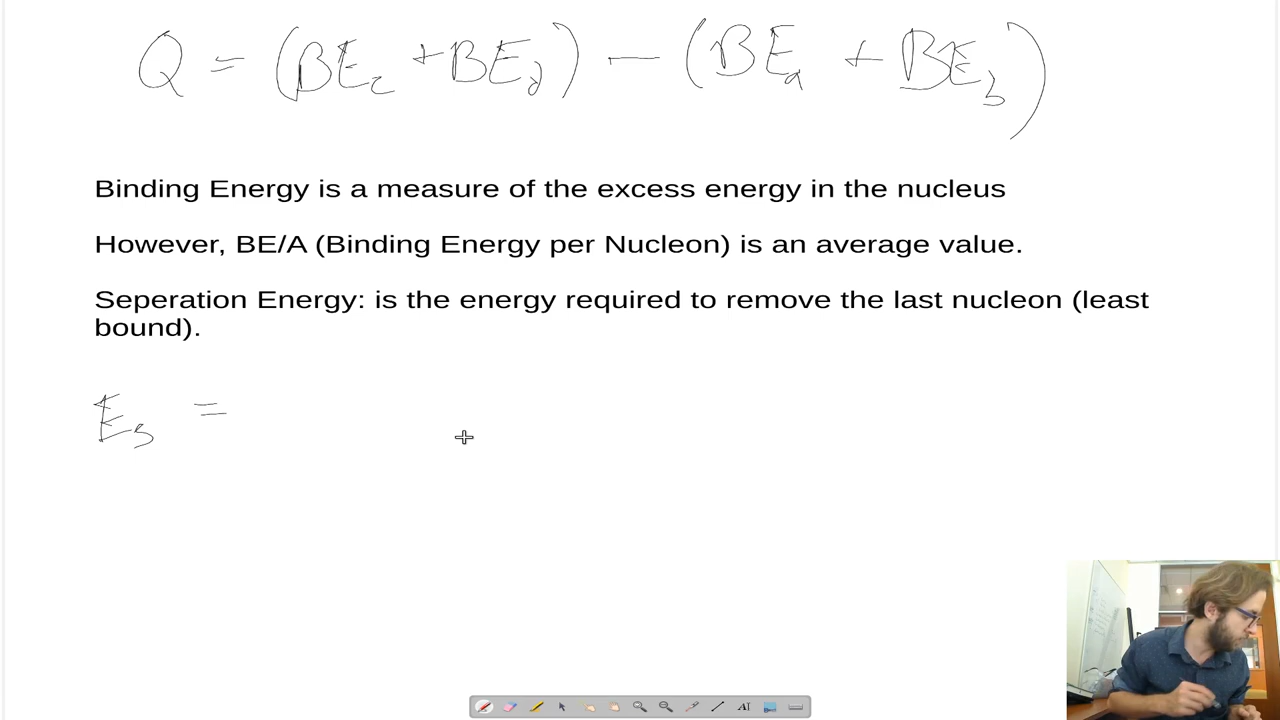 Q = (BE_c + BE_d) — (BE_a + BE_b)
Binding Energy is a measure of the excess energy in the nucleus
However, BE/A (Binding Energy per Nucleon) is an average value.
Seperation Energy: is the energy required to remove the last nucleon (least
bound).
E_s =